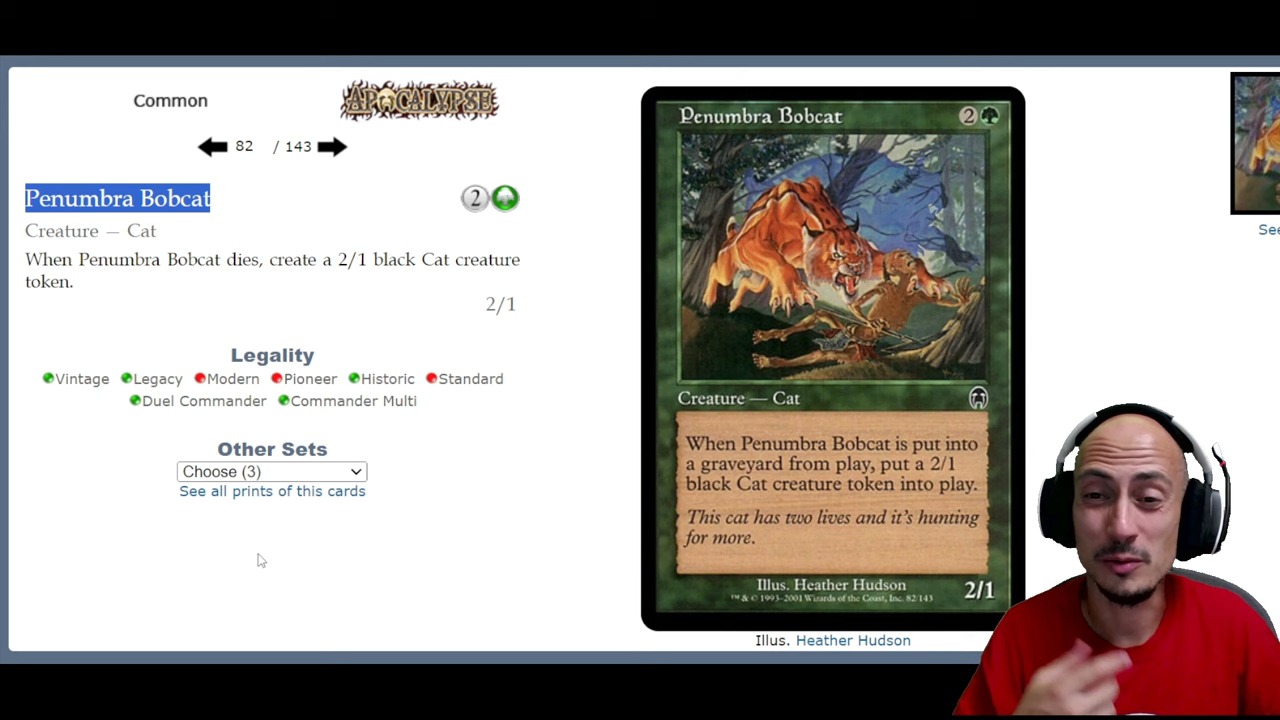 Common
APOCALYPSE
82 / 143
Penumbra Bobcat
2
Creature — Cat
When Penumbra Bobcat dies, create a 2/1 black Cat creature
token.
2/1
Legality
Vintage Legacy Modern Pioneer Historic Standard
Duel Commander Commander Multi
Other Sets
Choose (3)
See all prints of this cards
Penumbra Bobcat 2
Creature — Cat
When Penumbra Bobcat is put into
a graveyard from play, put a 2/1
black Cat creature token into play.
This cat has two lives and it's hunting
for more.
Illus. Heather Hudson
™ & © 1993–2001 Wizards of the Coast, Inc. 82/143
2/1
Illus. Heather Hudson
See